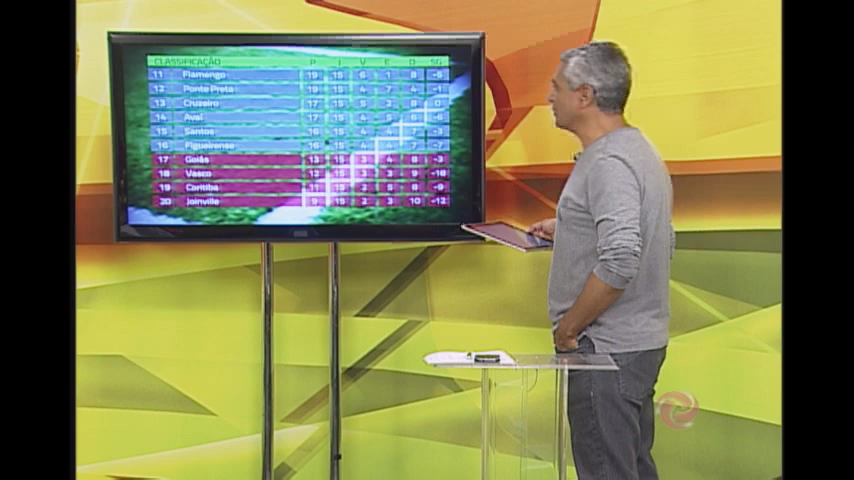 CLASSIFICAÇÃO P J V E D SG
11 Flamengo 19 15 6 1 8 -6
12 Ponte Preta 19 15 4 7 4 -1
13 Cruzeiro 17 15 5 2 8 0
14 Avaí 17 15 4 5 6 -6
15 Santos 16 15 4 4 7 -3
16 Figueirense 16 15 4 4 7 -7
17 Goiás 13 15 3 4 8 -3
18 Vasco 12 15 3 3 9 -18
19 Coritiba 11 15 2 5 8 -9
20 Joinville 9 15 2 3 10 -12